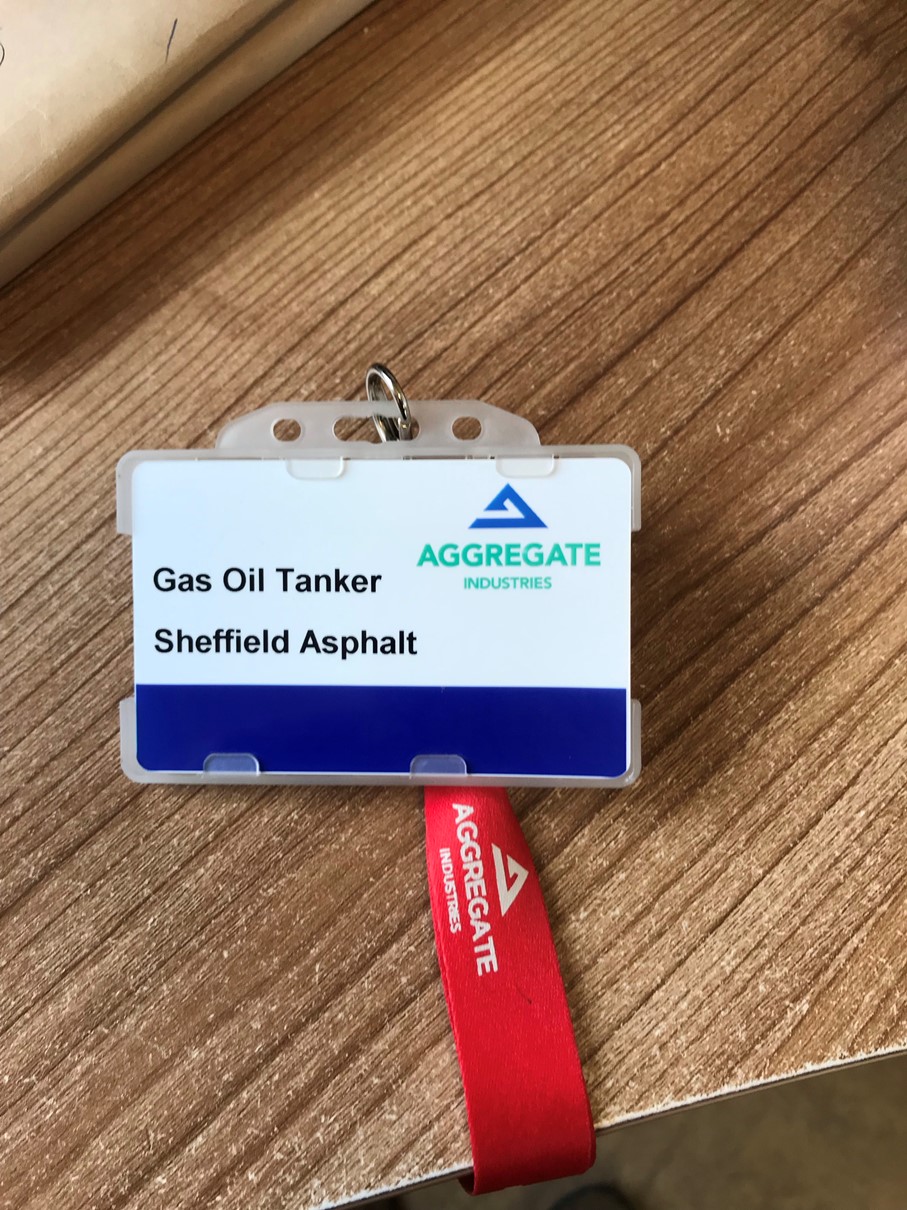 AGGREGATE
INDUSTRIES
Gas Oil Tanker
Sheffield Asphalt
AGGREGATE
INDUSTRIES